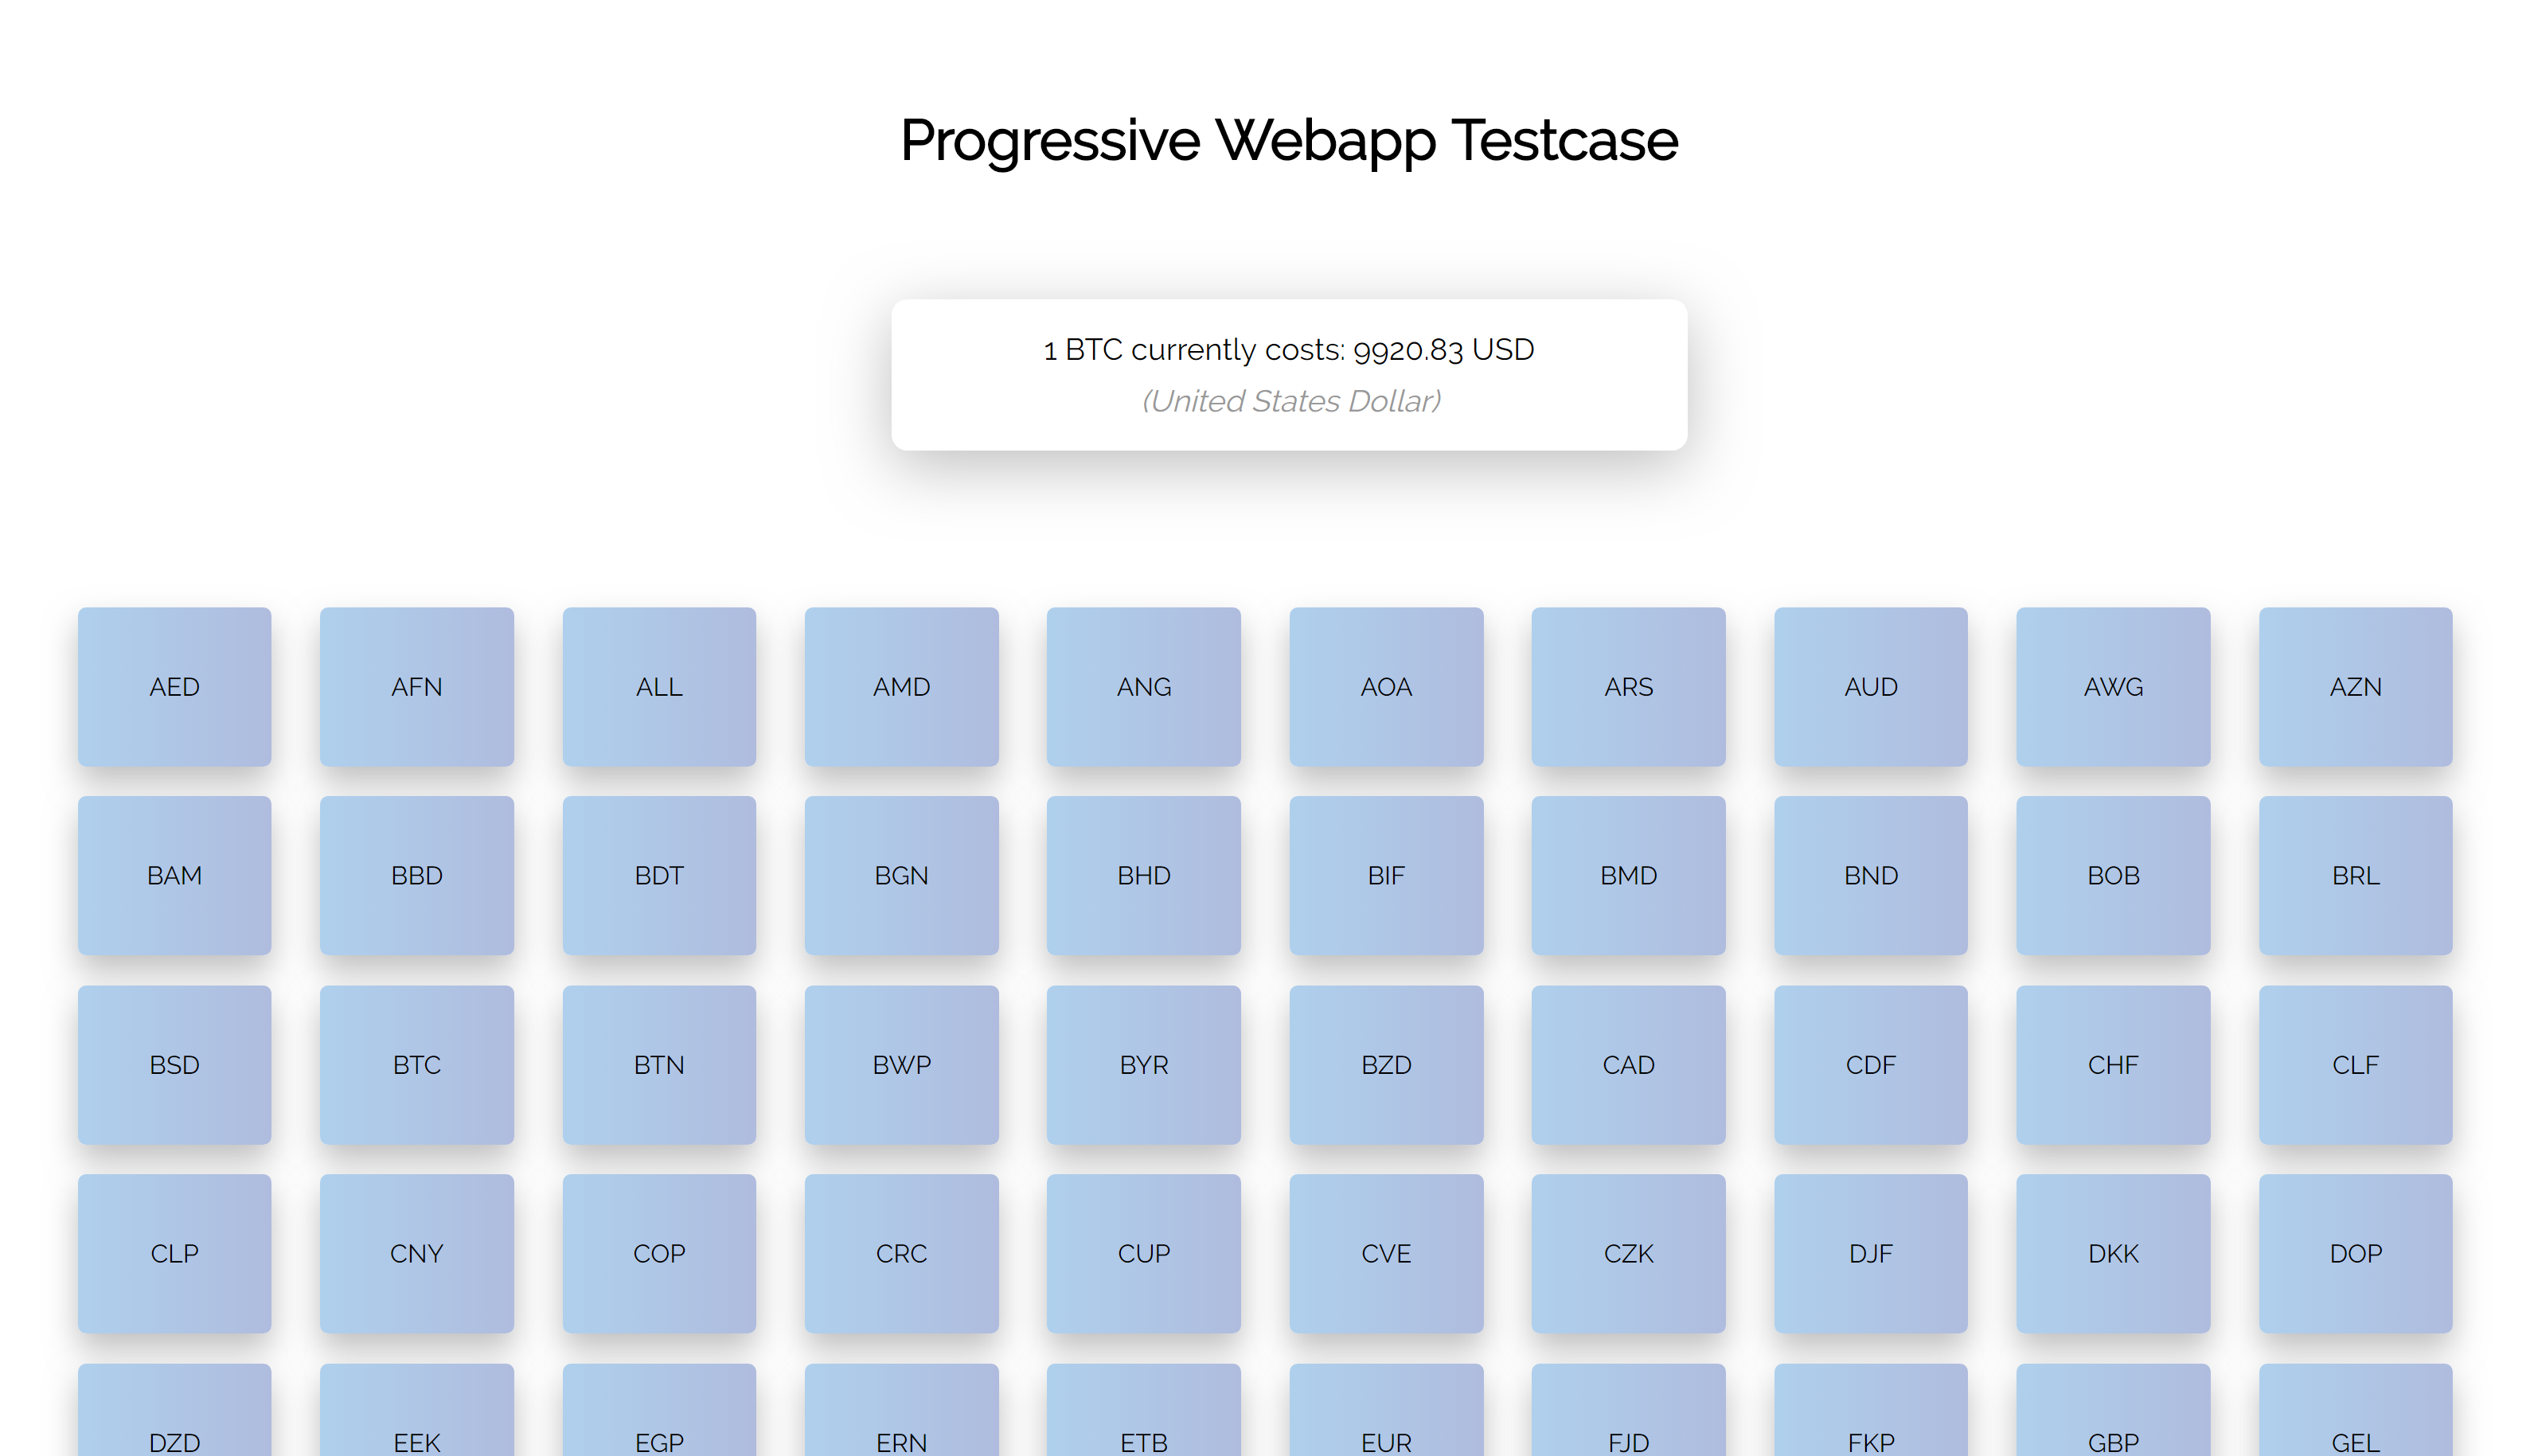 Progressive Webapp Testcase
1 BTC currently costs: 9920.83 USD
(United States Dollar)
AED AFN ALL AMD ANG AOA ARS AUD AWG AZN
BAM BBD BDT BGN BHD BIF BMD BND BOB BRL
BSD BTC BTN BWP BYR BZD CAD CDF CHF CLF
CLP CNY COP CRC CUP CVE CZK DJF DKK DOP
DZD EEK EGP ERN ETB EUR FJD FKP GBP GEL